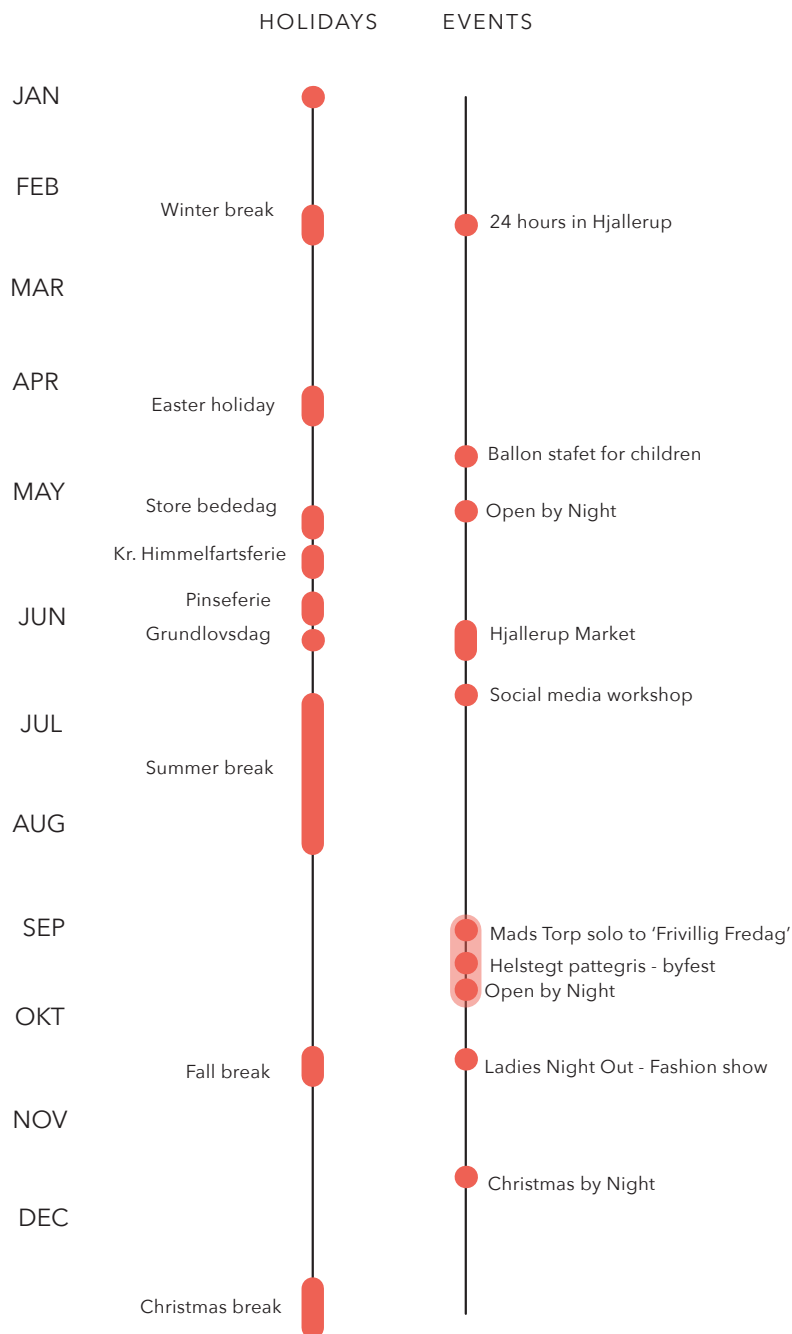 HOLIDAYS EVENTS
JAN
FEB
Winter break
24 hours in Hjallerup
MAR
APR
Easter holiday
Ballon stafet for children
MAY
Store bededag
Open by Night
Kr. Himmelfartsferie
Pinseferie
JUN
Grundlovsdag
Hjallerup Market
Social media workshop
JUL
Summer break
AUG
SEP
Mads Torp solo to ‘Frivillig Fredag’
Helstegt pattegris - byfest
Open by Night
OKT
Fall break
Ladies Night Out - Fashion show
NOV
Christmas by Night
DEC
Christmas break